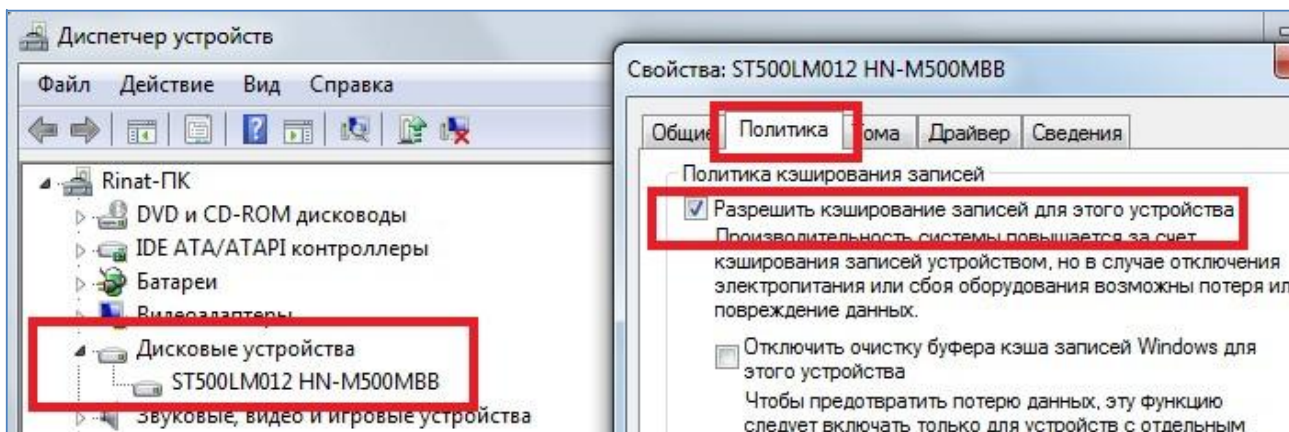 Диспетчер устройств
Файл Действие Вид Справка
Rinat-ПК
DVD и CD-ROM дисководы
IDE ATA/ATAPI контроллеры
Батареи
Видеоадаптеры
Дисковые устройства
ST500LM012 HN-M500MBB
Звуковые, видео и игровые устройства
Свойства: ST500LM012 HN-M500MBB
Общие Политика Тома Драйвер Сведения
Политика кэширования записей
Разрешить кэширование записей для этого устройства
Производительность системы повышается за счет
кэширования записей устройством, но в случае отключения
электропитания или сбоя оборудования возможны потеря ил
повреждение данных.
Отключить очистку буфера кэша записей Windows для
этого устройства
Чтобы предотвратить потерю данных, эту функцию
следует включать только для устройств с отдельным